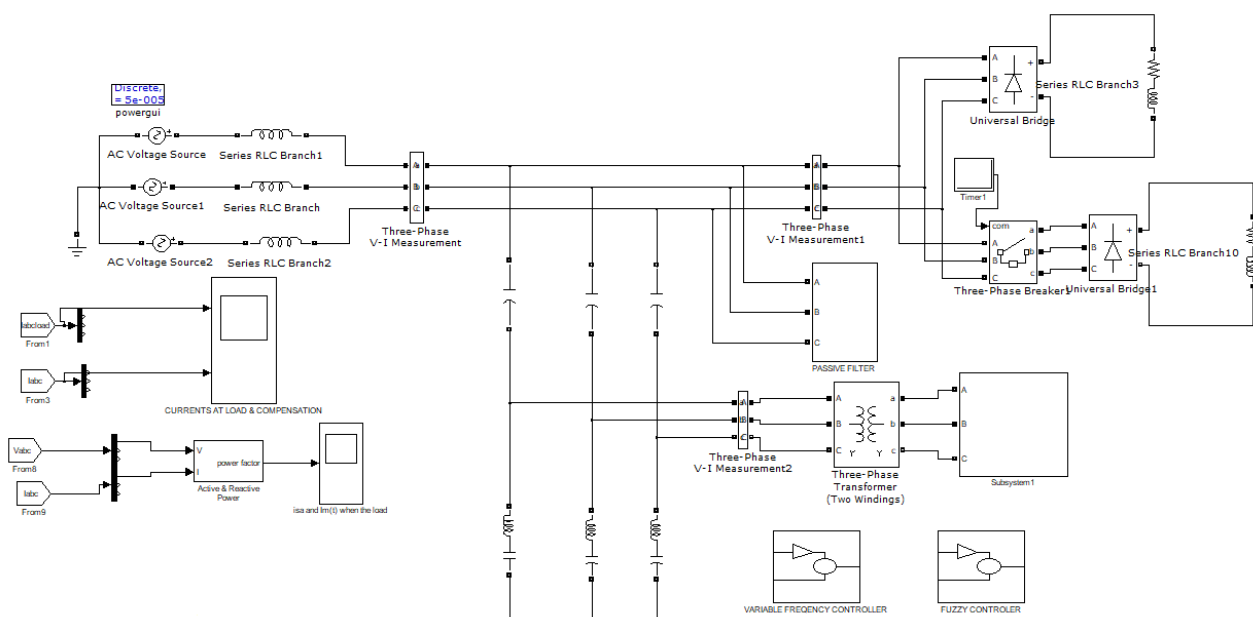 Discrete,
= 5e-005
powergui
AC Voltage Source
Series RLC Branch1
AC Voltage Source1
Series RLC Branch
AC Voltage Source2
Series RLC Branch2
Three-Phase
V-I Measurement
Three-Phase
V-I Measurement1
A
B
C
+
-
Universal Bridge
Series RLC Branch3
Timer1
com
A
B
C
a
b
c
Three-Phase Breaker1
A
B
C
+
-
Universal Bridge1
Series RLC Branch10
Iabcload
From1
Iabc
From3
CURRENTS AT LOAD & COMPENSATION
Vabc
From8
Iabc
From9
V
I
power factor
Active & Reactive
Power
isa and Im(t) when the load
A
B
C
PASSIVE FILTER
Three-Phase
V-I Measurement2
A
B
C
a
b
c
Three-Phase
Transformer
(Two Windings)
A
B
C
Subsystem1
VARIABLE FREQENCY CONTROLLER
FUZZY CONTROLER